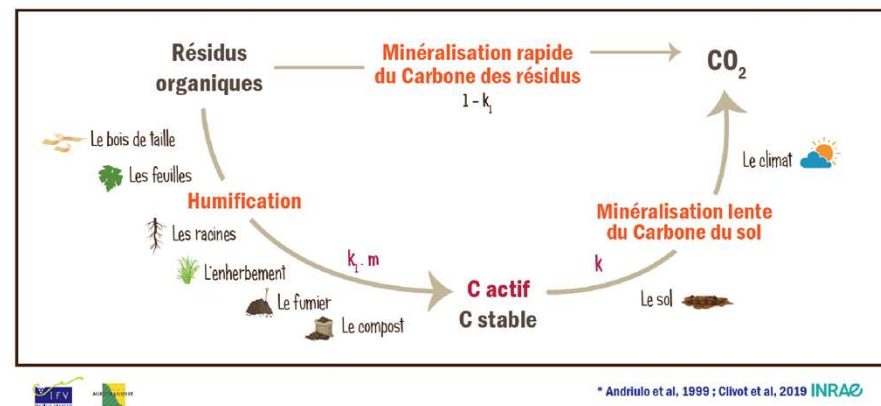 Résidus
organiques
Minéralisation rapide
du Carbone des résidus
1 - k₁
CO₂
Le bois de taille
Les feuilles
Humification
Les racines
L'enherbement
Le fumier
Le compost
k₁ . m
C actif
C stable
k
Le climat
Minéralisation lente
du Carbone du sol
Le sol
IFV
* Andriulo et al, 1999 ; Clivot et al, 2019 INRAE